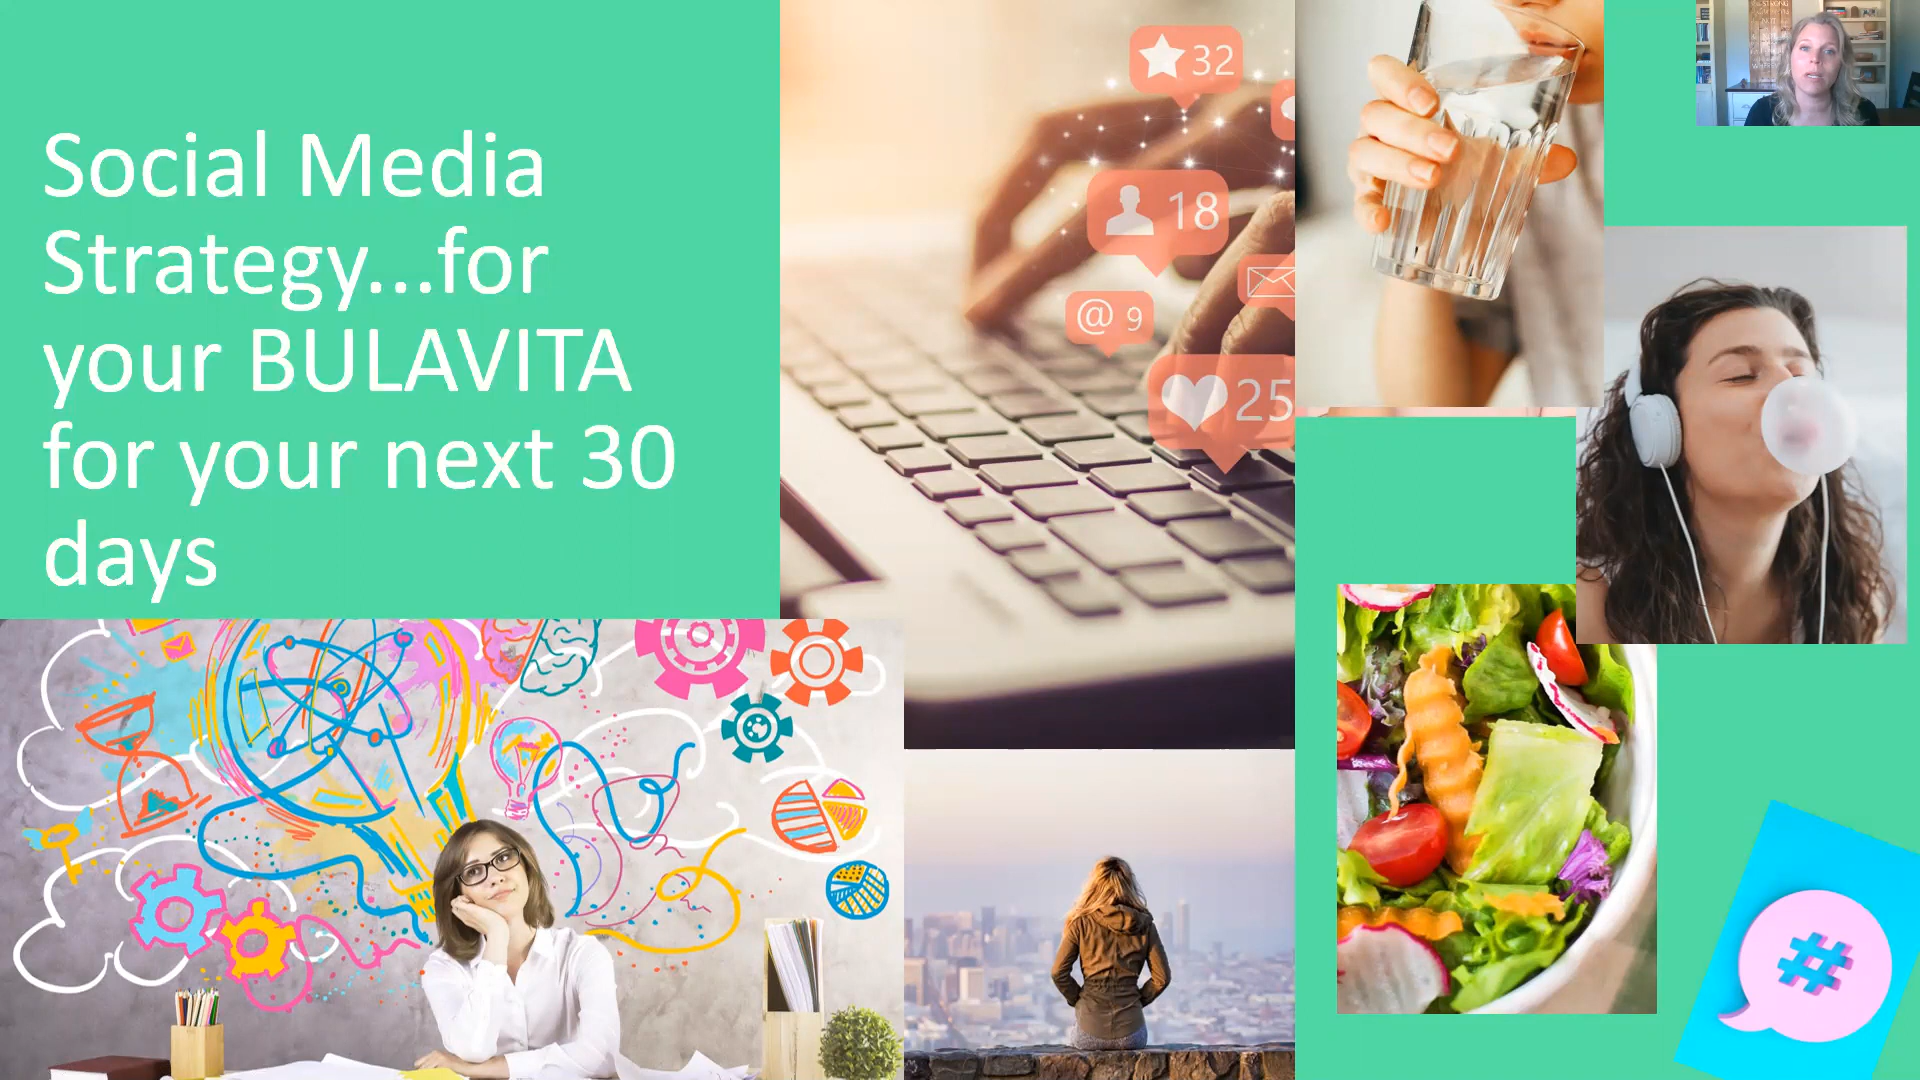 Social Media
Strategy...for
your BULAVITA
for your next 30
days
32
18
@ 9
25
#